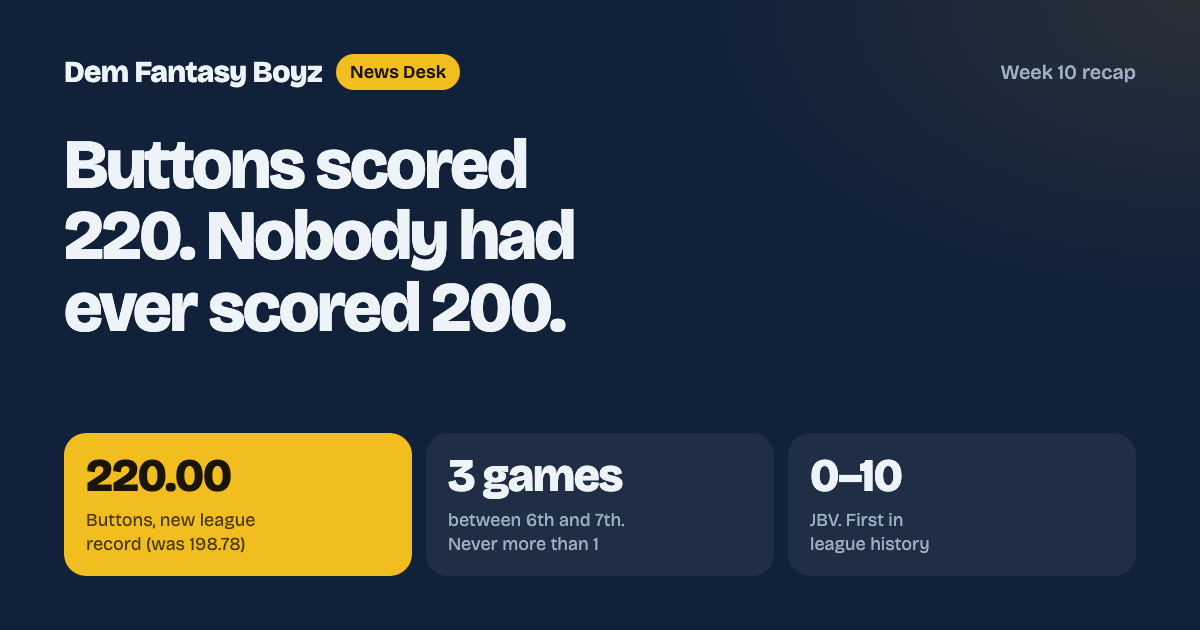 Dem Fantasy Boyz
News Desk
Week 10 recap
Buttons scored
220. Nobody had
ever scored 200.
220.00
Buttons, new league
record (was 198.78)
3 games
between 6th and 7th.
Never more than 1
0–10
JBV. First in
league history